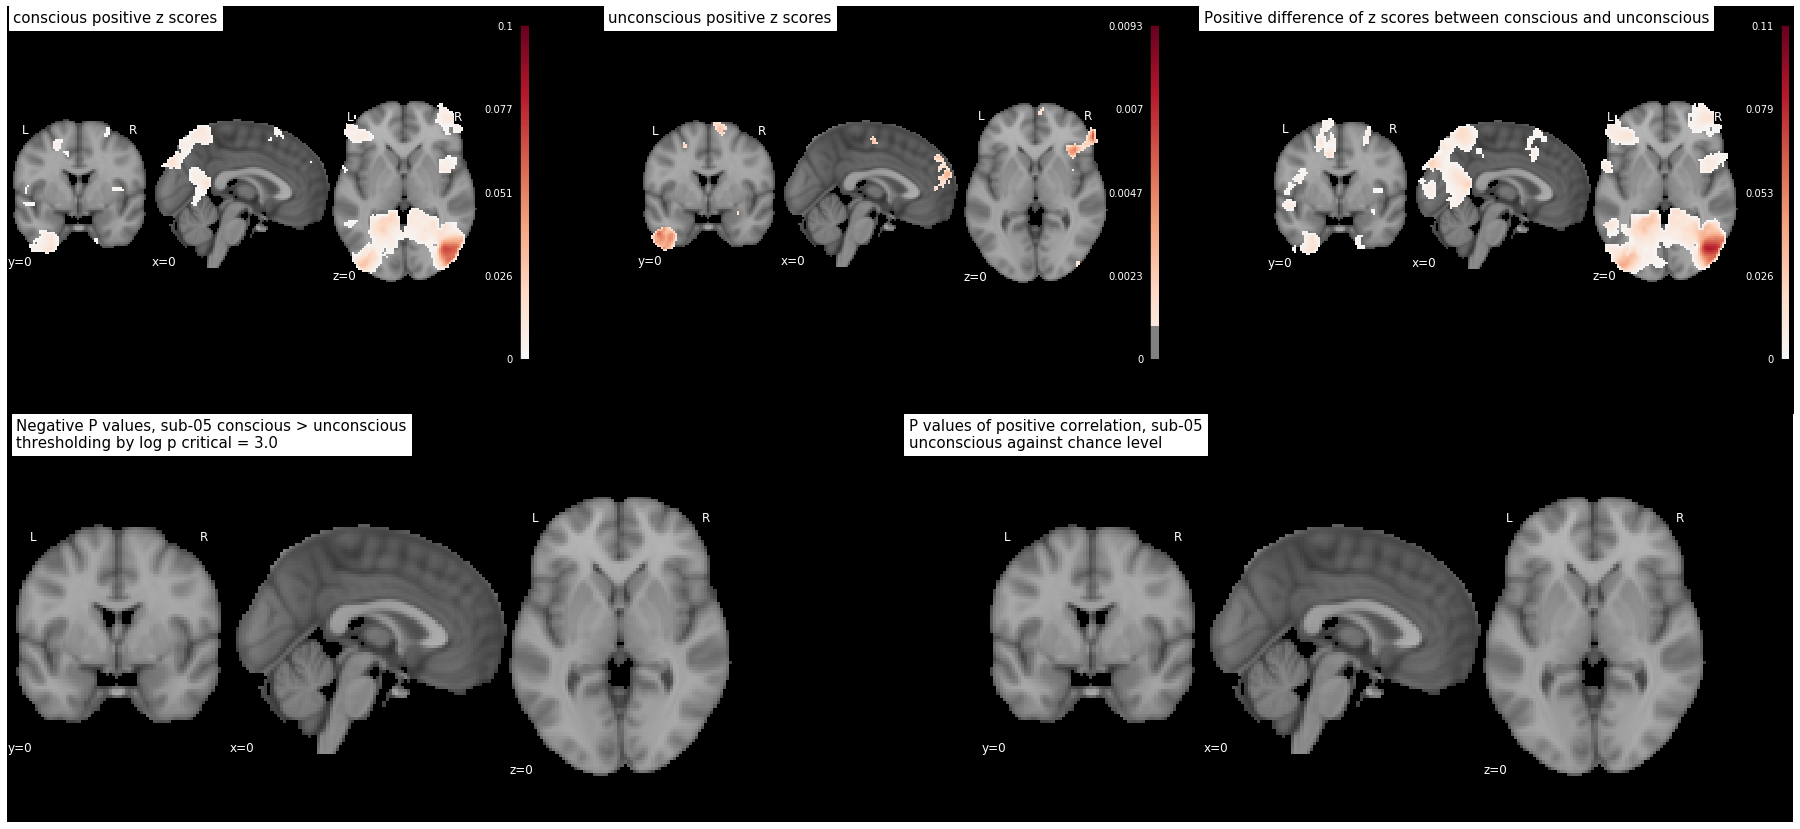 conscious positive z scores
0.1
0.077
0.051
0.026
0
L
R
y=0
x=0
L
R
z=0
unconscious positive z scores
0.0093
0.007
0.0047
0.0023
0
L
R
y=0
x=0
L
R
z=0
Positive difference of z scores between conscious and unconscious
0.11
0.079
0.053
0.026
0
L
R
y=0
x=0
L
R
z=0
Negative P values, sub-05 conscious > unconscious
thresholding by log p critical = 3.0
L
R
y=0
x=0
L
R
z=0
P values of positive correlation, sub-05
unconscious against chance level
L
R
y=0
x=0
L
R
z=0